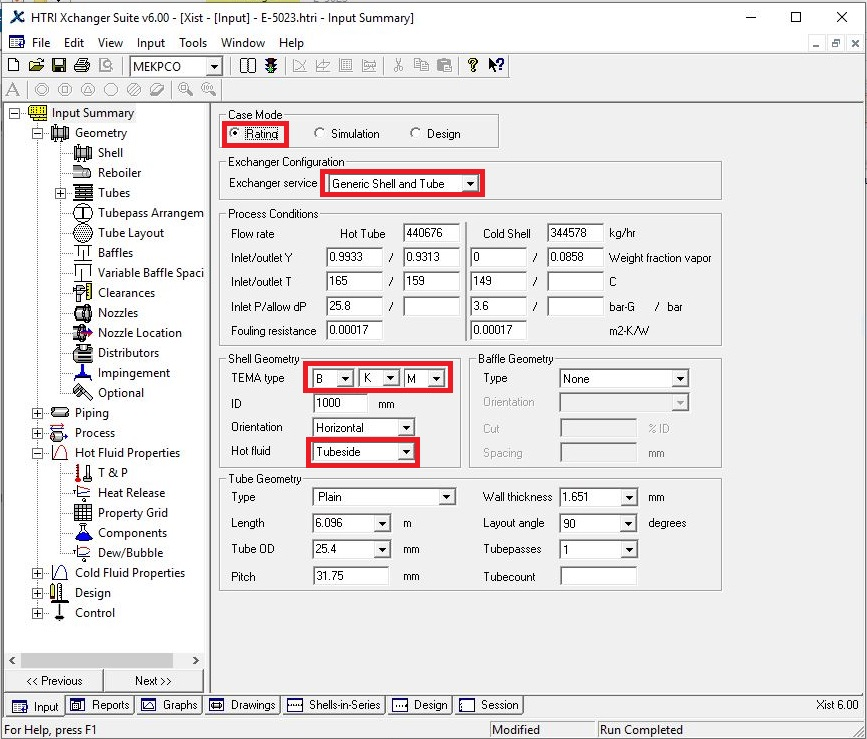 HTRI Xchanger Suite v6.00 - [Xist - [Input] - E-5023.htri - Input Summary]
File Edit View Input Tools Window Help
MEKPCO
Input Summary
Geometry
Shell
Reboiler
Tubes
Tubepass Arrangem
Tube Layout
Baffles
Variable Baffle Spaci
Clearances
Nozzles
Nozzle Location
Distributors
Impingement
Optional
Piping
Process
Hot Fluid Properties
T & P
Heat Release
Property Grid
Components
Dew/Bubble
Cold Fluid Properties
Design
Control
<< Previous Next >>
Case Mode
Rating Simulation Design
Exchanger Configuration
Exchanger service Generic Shell and Tube
Process Conditions
Flow rate Hot Tube 440676 Cold Shell 344578 kg/hr
Inlet/outlet Y 0.9933 / 0.9313 0 / 0.0858 Weight fraction vapor
Inlet/outlet T 165 / 159 149 / C
Inlet P/allow dP 25.8 / 3.6 / bar-G / bar
Fouling resistance 0.00017 0.00017 m2-K/W
Shell Geometry
TEMA type B K M
ID 1000 mm
Orientation Horizontal
Hot fluid Tubeside
Baffle Geometry
Type None
Orientation
Cut % ID
Spacing mm
Tube Geometry
Type Plain Wall thickness 1.651 mm
Length 6.096 m Layout angle 90 degrees
Tube OD 25.4 mm Tubepasses 1
Pitch 31.75 mm Tubecount
Input Reports Graphs Drawings Shells-in-Series Design Session Xist 6.00
For Help, press F1 Modified Run Completed